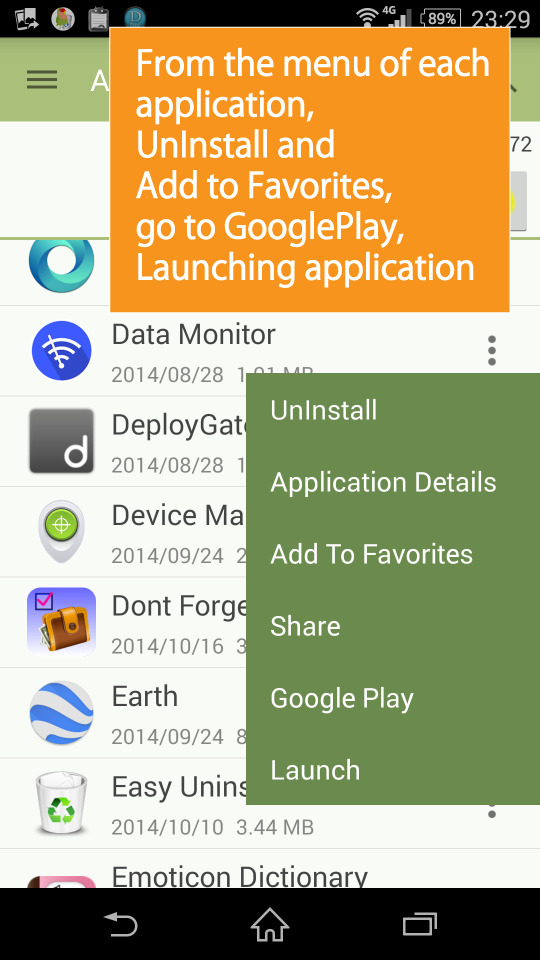 4G 89% 23:29
A
From the menu of each
application,
UnInstall and
Add to Favorites,
go to GooglePlay,
Launching application
72
Data Monitor
2014/08/28 1.91 MB
DeployGat
2014/08/28 1
Device Ma
2014/09/24 2
Dont Forge
2014/10/16 3
Earth
2014/09/24 8
Easy Unins
2014/10/10 3.44 MB
Emoticon Dictionary
UnInstall
Application Details
Add To Favorites
Share
Google Play
Launch